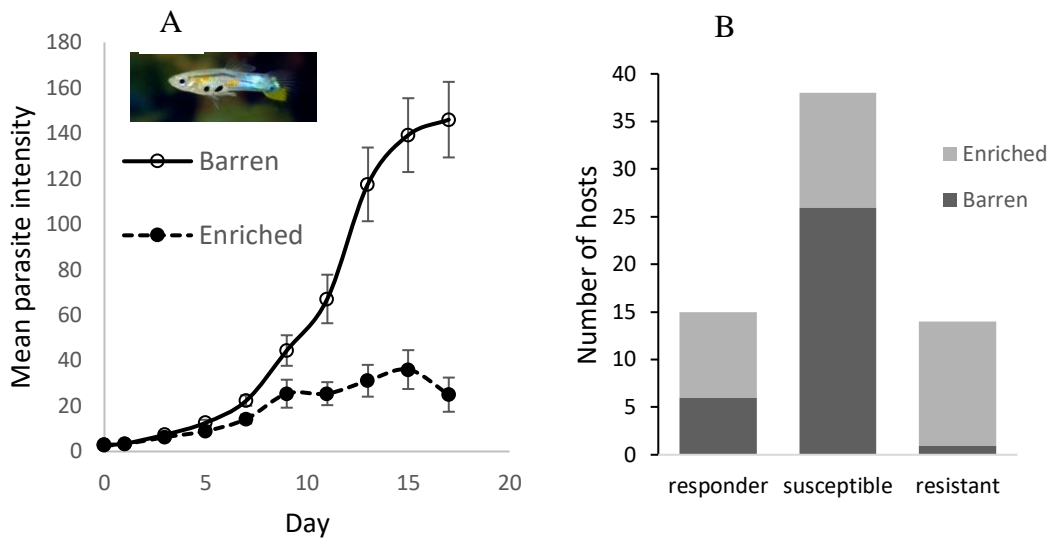 A
180
160
140
120
100
80
60
40
20
0
Mean parasite intensity
Barren
Enriched
0 5 10 15 20
Day
B
40
35
30
25
20
15
10
5
0
Number of hosts
Enriched
Barren
responder susceptible resistant